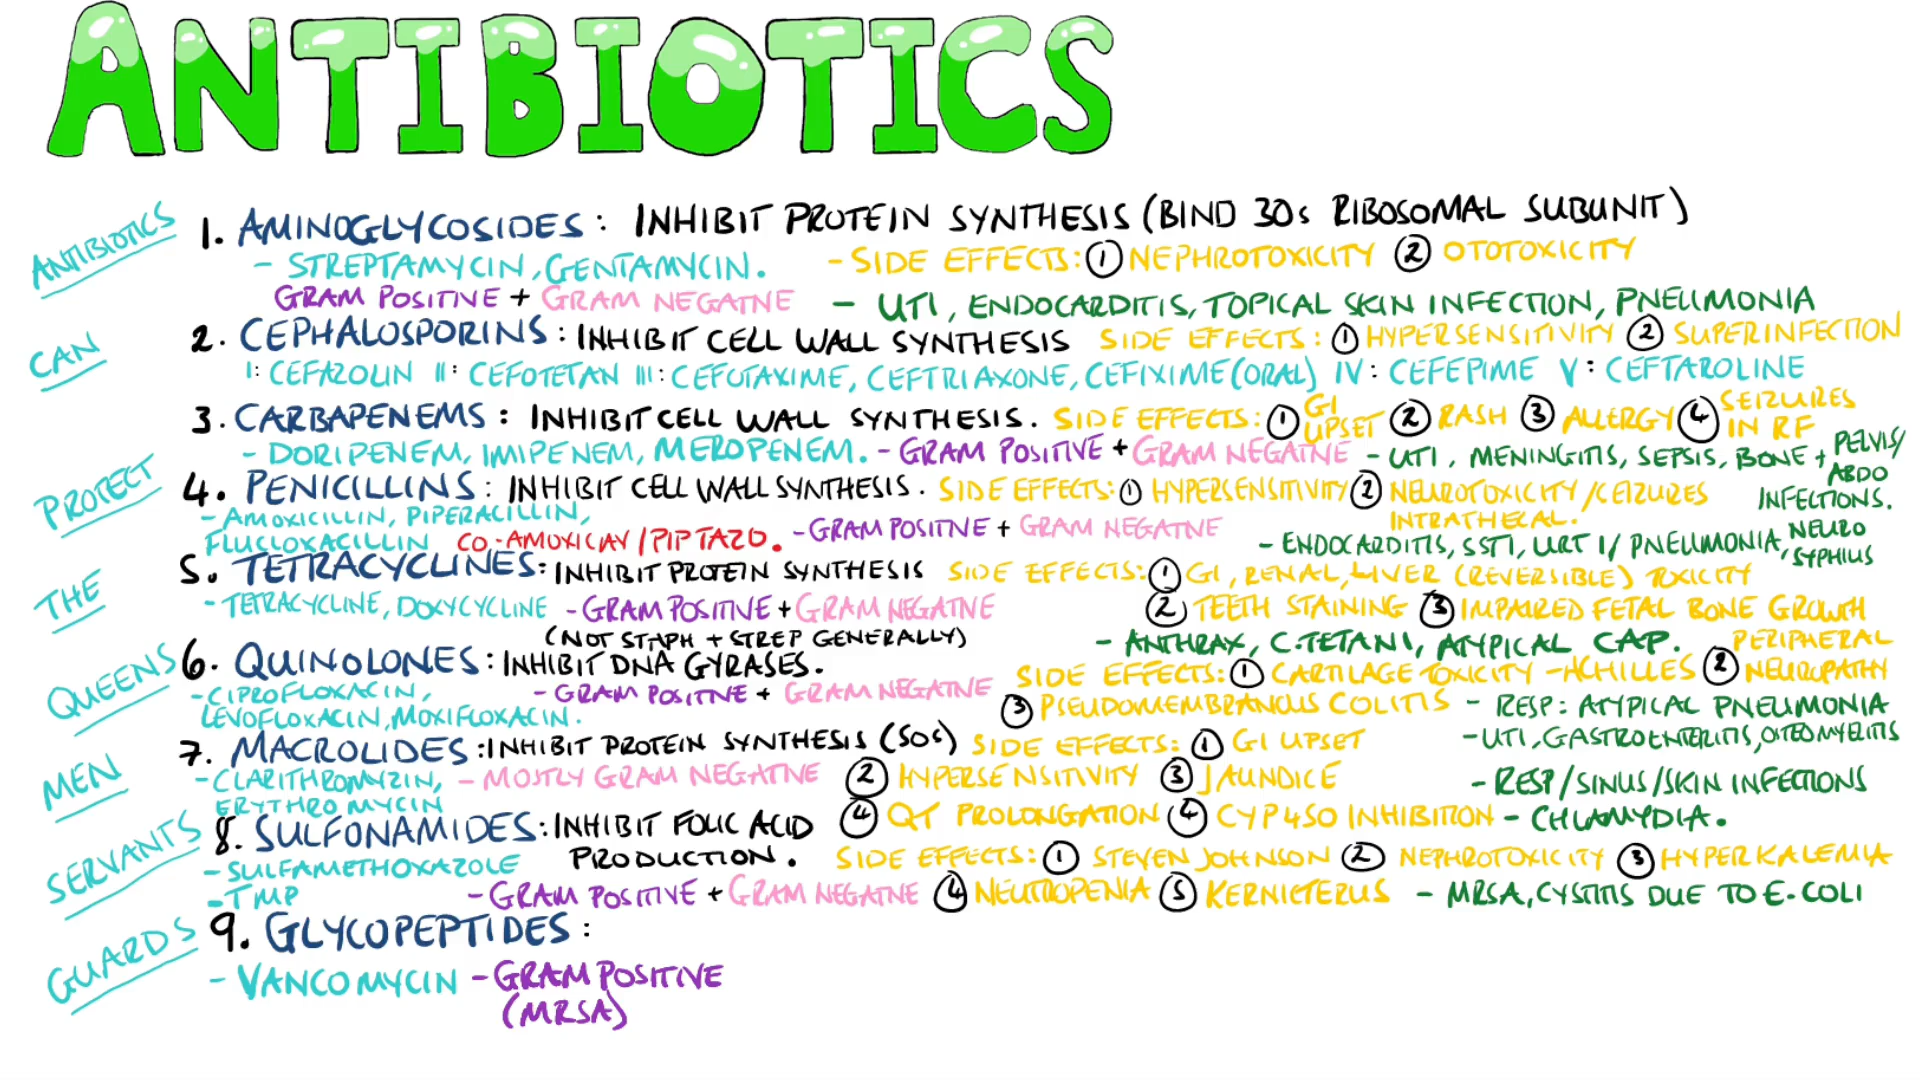 ANTIBIOTICS
ANTIBIOTICS
1. AMINOGLYCOSIDES: INHIBIT PROTEIN SYNTHESIS (BIND 30s RIBOSOMAL SUBUNIT)
- STREPTAMYCIN, GENTAMYCIN. - SIDE EFFECTS: 1 NEPHROTOXICITY 2 OTOTOXICITY
GRAM POSITIVE + GRAM NEGATIVE - UTI, ENDOCARDITIS, TOPICAL SKIN INFECTION, PNEUMONIA
CAN
2. CEPHALOSPORINS: INHIBIT CELL WALL SYNTHESIS SIDE EFFECTS: 1 HYPERSENSITIVITY 2 SUPERINFECTION
I: CEFAZOLIN II: CEFOTETAN III: CEFOTAXIME, CEFTRIAXONE, CEFIXIME (ORAL) IV: CEFEPIME V: CEFTAROLINE
3. CARBAPENEMS: INHIBIT CELL WALL SYNTHESIS. SIDE EFFECTS: 1 GI UPSET 2 RASH 3 ALLERGY 4 SEIZURES IN RF
- DORIPENEM, IMIPENEM, MEROPENEM. - GRAM POSITIVE + GRAM NEGATIVE - UTI, MENINGITIS, SEPSIS, BONE + PELVIS/ABDO INFECTIONS.
PROTECT
4. PENICILLINS: INHIBIT CELL WALL SYNTHESIS. SIDE EFFECTS: 1 HYPERSENSITIVITY 2 NEUROTOXICITY/CEIZURES INTRATHECAL.
- AMOXICILLIN, PIPERACILLIN,
FLUCLOXACILLIN CO-AMOXICLAV/PIPTAZO. - GRAM POSITIVE + GRAM NEGATIVE
- ENDOCARDITIS, SSTI, URTI/PNEUMONIA, NEURO SYPHILIS
THE
5. TETRACYCLINES: INHIBIT PROTEIN SYNTHESIS SIDE EFFECTS: 1 GI, RENAL, LIVER (REVERSIBLE) TOXICITY
- TETRACYCLINE, DOXYCYCLINE - GRAM POSITIVE + GRAM NEGATIVE 2 TEETH STAINING 3 IMPAIRED FETAL BONE GROWTH
(NOT STAPH + STREP GENERALLY) - ANTHRAX, C.TETANI, ATYPICAL CAP.
QUEENS
6. QUINOLONES: INHIBIT DNA GYRASES. SIDE EFFECTS: 1 CARTILAGE TOXICITY - ACHILLES 2 PERIPHERAL NEUROPATHY
- CIPROFLOXACIN, - GRAM POSITIVE + GRAM NEGATIVE 3 PSEUDOMEMBRANOUS COLITIS - RESP: ATYPICAL PNEUMONIA
LEVOFLOXACIN, MOXIFLOXACIN.
- UTI, GASTROENTERITIS, OSTEOMYELITIS
MEN
7. MACROLIDES: INHIBIT PROTEIN SYNTHESIS (50s) SIDE EFFECTS: 1 GI UPSET
- CLARITHROMYZIN, - MOSTLY GRAM NEGATIVE 2 HYPERSENSITIVITY 3 JAUNDICE - RESP/SINUS/SKIN INFECTIONS
ERYTHROMYCIN 4 QT PROLONGATION 4 CYP450 INHIBITION - CHLAMYDIA.
SERVANTS
8. SULFONAMIDES: INHIBIT FOLIC ACID PRODUCTION. SIDE EFFECTS: 1 STEVEN JOHNSON 2 NEPHROTOXICITY 3 HYPERKALEMIA
- SULFAMETHOXAZOLE
- TMP - GRAM POSITIVE + GRAM NEGATIVE 4 NEUTROPENIA 5 KERNICTERUS - MRSA, CYSTITIS DUE TO E-COLI
GUARDS
9. GLYCOPEPTIDES:
- VANCOMYCIN - GRAM POSITIVE
(MRSA)